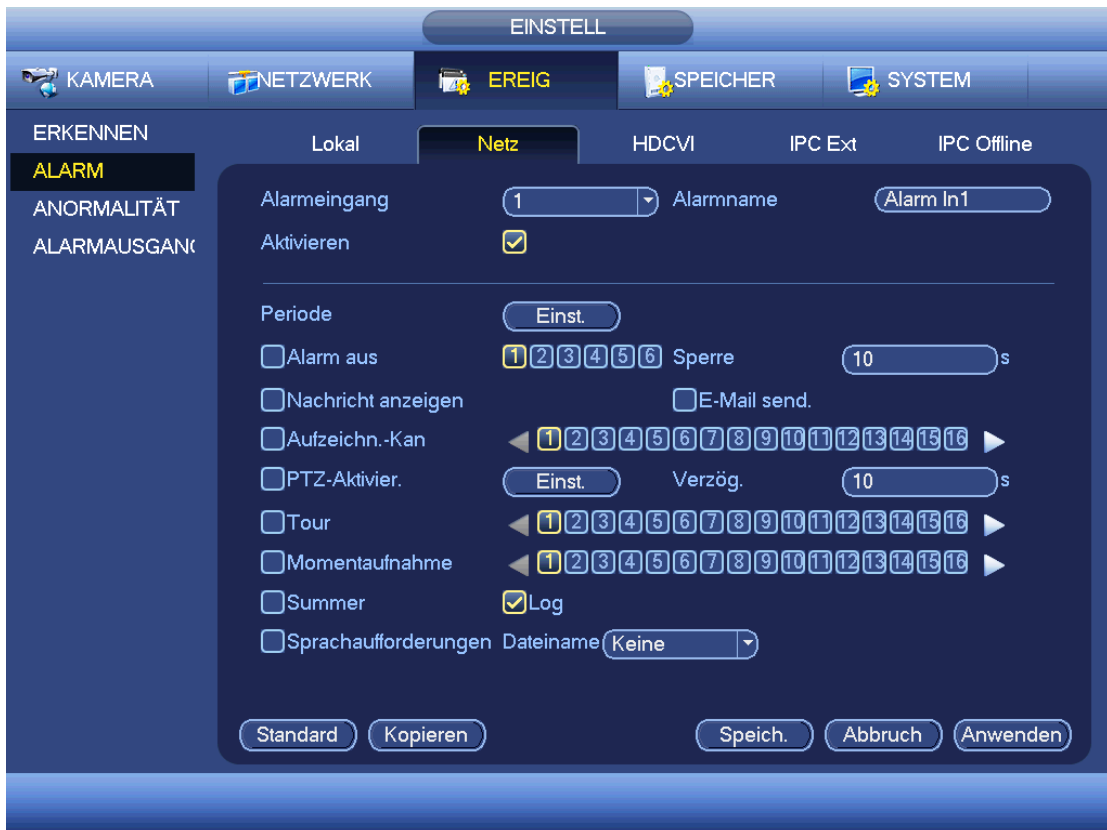 EINSTELL
KAMERA NETZWERK EREIG SPEICHER SYSTEM
ERKENNEN
ALARM
ANORMALITÄT
ALARMAUSGANG
Lokal Netz HDCVI IPC Ext IPC Offline
Alarmeingang 1 Alarmname Alarm In1
Aktivieren
Periode Einst.
Alarm aus 1 2 3 4 5 6 Sperre 10 s
Nachricht anzeigen E-Mail send.
Aufzeichn.-Kan 1 2 3 4 5 6 7 8 9 10 11 12 13 14 15 16
PTZ-Aktivier. Einst. Verzög. 10 s
Tour 1 2 3 4 5 6 7 8 9 10 11 12 13 14 15 16
Momentaufnahme 1 2 3 4 5 6 7 8 9 10 11 12 13 14 15 16
Summer Log
Sprachaufforderungen Dateiname Keine
Standard Kopieren Speich. Abbruch Anwenden